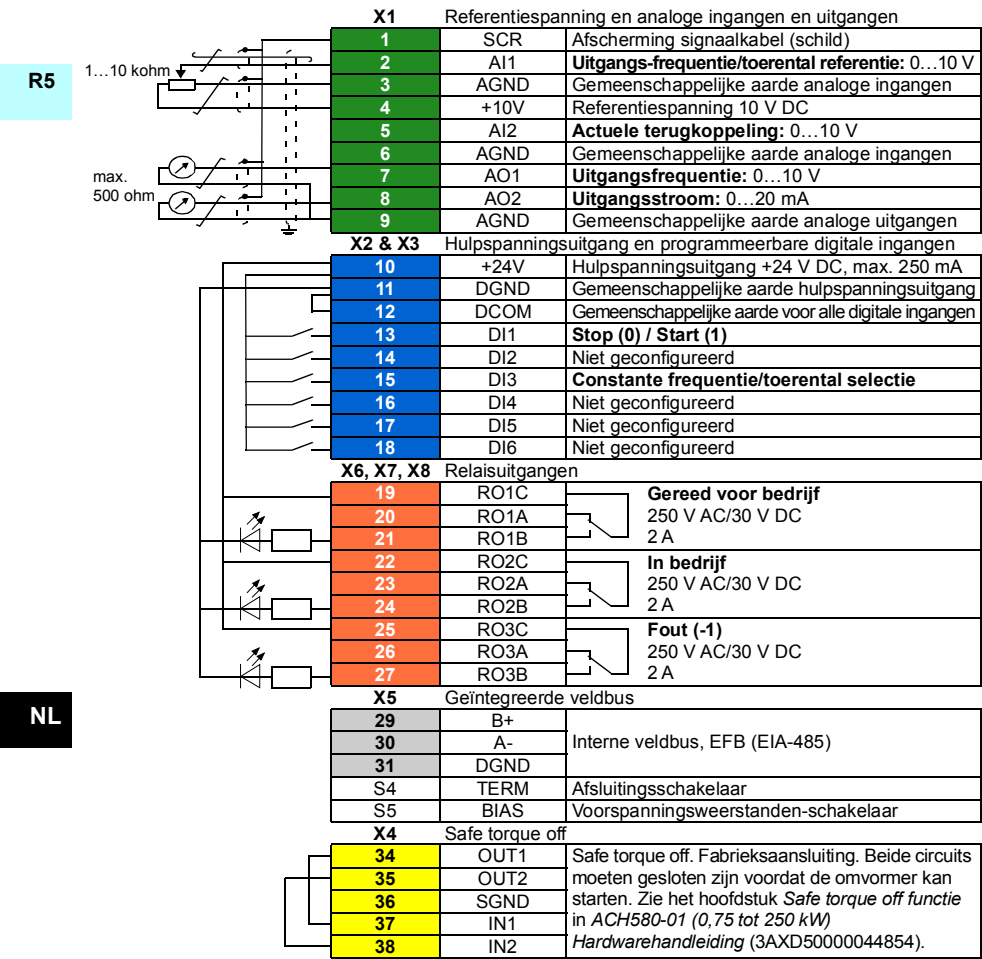 X1 Referentiespanning en analoge ingangen en uitgangen
1 SCR Afscherming signaalkabel (schild)
R5
1…10 kohm
2 AI1 Uitgangs-frequentie/toerental referentie: 0…10 V
3 AGND Gemeenschappelijke aarde analoge ingangen
4 +10V Referentiespanning 10 V DC
5 AI2 Actuele terugkoppeling: 0…10 V
6 AGND Gemeenschappelijke aarde analoge ingangen
max.
500 ohm
7 AO1 Uitgangsfrequentie: 0…10 V
8 AO2 Uitgangsstroom: 0…20 mA
9 AGND Gemeenschappelijke aarde analoge uitgangen
X2 & X3 Hulpspanningsuitgang en programmeerbare digitale ingangen
10 +24V Hulpspanningsuitgang +24 V DC, max. 250 mA
11 DGND Gemeenschappelijke aarde hulpspanningsuitgang
12 DCOM Gemeenschappelijke aarde voor alle digitale ingangen
13 DI1 Stop (0) / Start (1)
14 DI2 Niet geconfigureerd
15 DI3 Constante frequentie/toerental selectie
16 DI4 Niet geconfigureerd
17 DI5 Niet geconfigureerd
18 DI6 Niet geconfigureerd
X6, X7, X8 Relaisuitgangen
19 RO1C Gereed voor bedrijf
20 RO1A 250 V AC/30 V DC
21 RO1B 2 A
22 RO2C In bedrijf
23 RO2A 250 V AC/30 V DC
24 RO2B 2 A
25 RO3C Fout (-1)
26 RO3A 250 V AC/30 V DC
27 RO3B 2 A
NL
X5 Geïntegreerde veldbus
29 B+
30 A- Interne veldbus, EFB (EIA-485)
31 DGND
S4 TERM Afsluitingsschakelaar
S5 BIAS Voorspanningsweerstanden-schakelaar
X4 Safe torque off
34 OUT1 Safe torque off. Fabrieksaansluiting. Beide circuits
35 OUT2 moeten gesloten zijn voordat de omvormer kan
36 SGND starten. Zie het hoofdstuk Safe torque off functie
37 IN1 in ACH580-01 (0,75 tot 250 kW)
38 IN2 Hardwarehandleiding (3AXD50000044854).